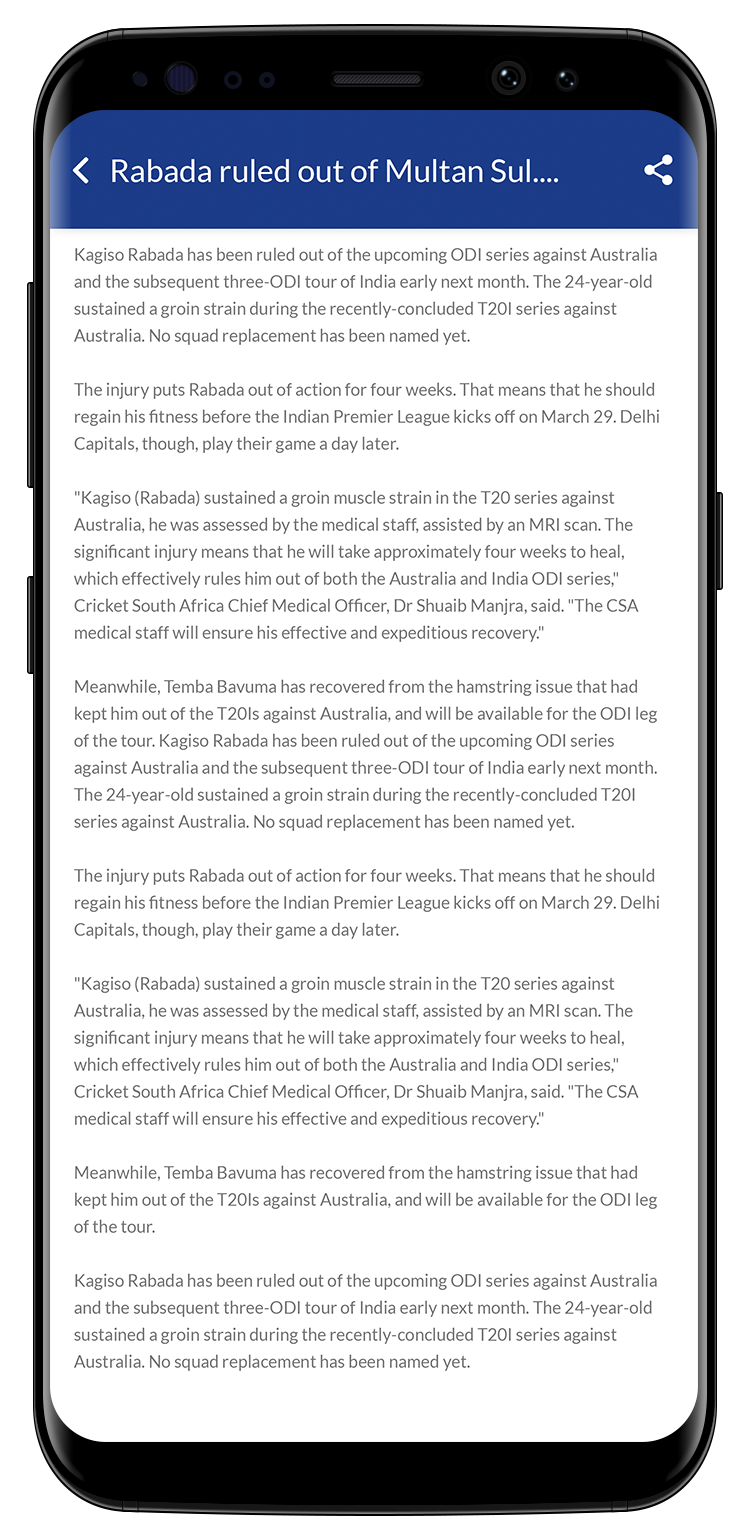 Rabada ruled out of Multan Sul....
Kagiso Rabada has been ruled out of the upcoming ODI series against Australia
and the subsequent three-ODI tour of India early next month. The 24-year-old
sustained a groin strain during the recently-concluded T20I series against
Australia. No squad replacement has been named yet.
The injury puts Rabada out of action for four weeks. That means that he should
regain his fitness before the Indian Premier League kicks off on March 29. Delhi
Capitals, though, play their game a day later.
"Kagiso (Rabada) sustained a groin muscle strain in the T20 series against
Australia, he was assessed by the medical staff, assisted by an MRI scan. The
significant injury means that he will take approximately four weeks to heal,
which effectively rules him out of both the Australia and India ODI series,"
Cricket South Africa Chief Medical Officer, Dr Shuaib Manjra, said. "The CSA
medical staff will ensure his effective and expeditious recovery."
Meanwhile, Temba Bavuma has recovered from the hamstring issue that had
kept him out of the T20Is against Australia, and will be available for the ODI leg
of the tour. Kagiso Rabada has been ruled out of the upcoming ODI series
against Australia and the subsequent three-ODI tour of India early next month.
The 24-year-old sustained a groin strain during the recently-concluded T20I
series against Australia. No squad replacement has been named yet.
The injury puts Rabada out of action for four weeks. That means that he should
regain his fitness before the Indian Premier League kicks off on March 29. Delhi
Capitals, though, play their game a day later.
"Kagiso (Rabada) sustained a groin muscle strain in the T20 series against
Australia, he was assessed by the medical staff, assisted by an MRI scan. The
significant injury means that he will take approximately four weeks to heal,
which effectively rules him out of both the Australia and India ODI series,"
Cricket South Africa Chief Medical Officer, Dr Shuaib Manjra, said. "The CSA
medical staff will ensure his effective and expeditious recovery."
Meanwhile, Temba Bavuma has recovered from the hamstring issue that had
kept him out of the T20Is against Australia, and will be available for the ODI leg
of the tour.
Kagiso Rabada has been ruled out of the upcoming ODI series against Australia
and the subsequent three-ODI tour of India early next month. The 24-year-old
sustained a groin strain during the recently-concluded T20I series against
Australia. No squad replacement has been named yet.